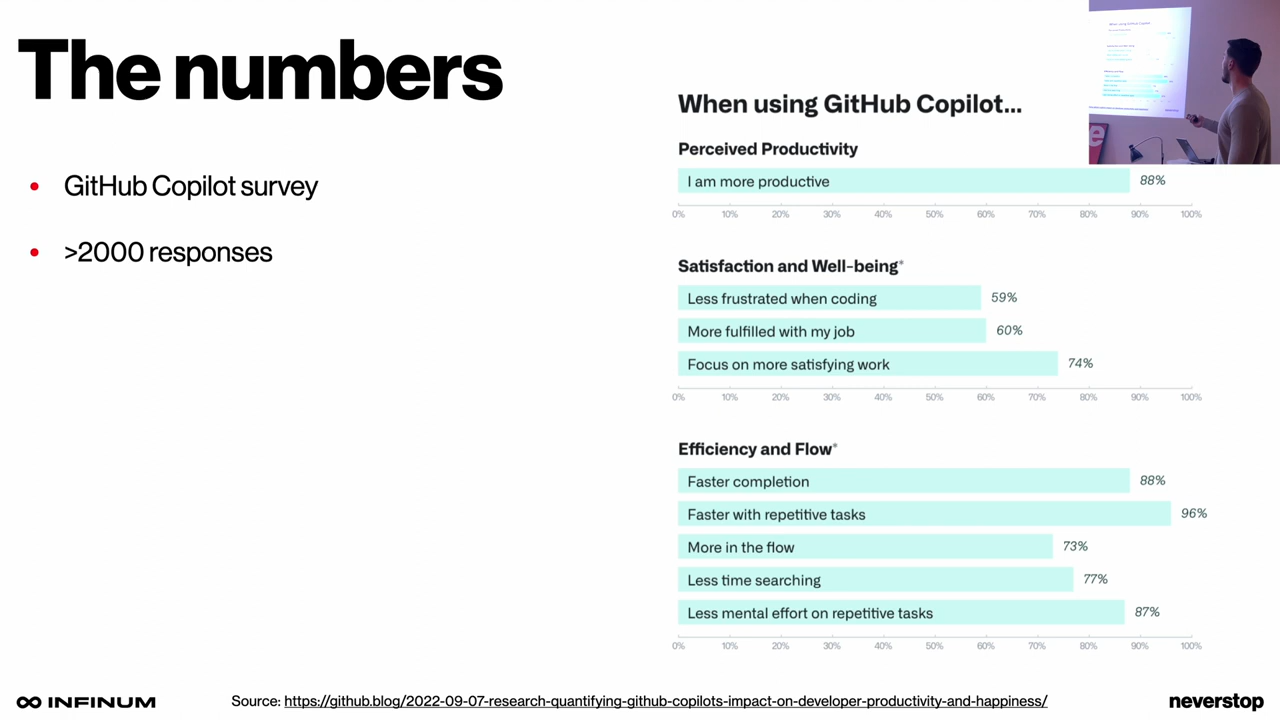 The numbers
• GitHub Copilot survey
• >2000 responses
When using GitHub Copilot...
Perceived Productivity
I am more productive 88%
0% 10% 20% 30% 40% 50% 60% 70% 80% 90% 100%
Satisfaction and Well-being*
Less frustrated when coding 59%
More fulfilled with my job 60%
Focus on more satisfying work 74%
0% 10% 20% 30% 40% 50% 60% 70% 80% 90% 100%
Efficiency and Flow*
Faster completion 88%
Faster with repetitive tasks 96%
More in the flow 73%
Less time searching 77%
Less mental effort on repetitive tasks 87%
0% 10% 20% 30% 40% 50% 60% 70% 80% 90% 100%
INFINUM
Source: https://github.blog/2022-09-07-research-quantifying-github-copilots-impact-on-developer-productivity-and-happiness/
neverstop